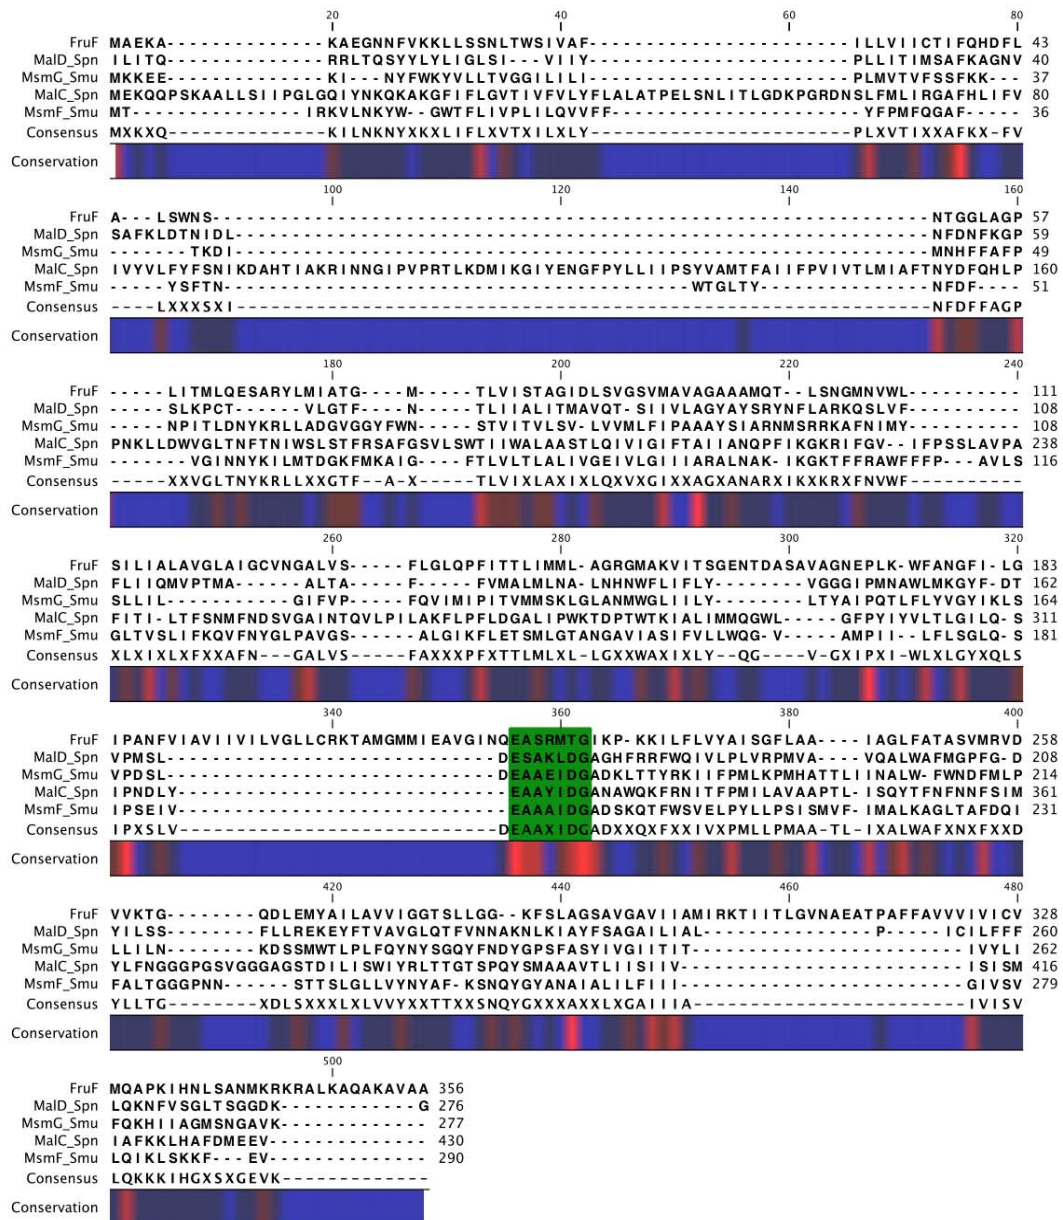 20 40 60 80
FruF MAEKA--------------KAEGNNFVKKLLSSNLTWSIVAF-----------------------ILLVIICTIFQHDFL 43
MalD_Spn ILITQ--------------RRLTQSYYLYLIGLSI---VIIY-----------------------PLLITIMSAFKAGNV 40
MsmG_Smu MKKEE--------------KI---NYFWKYVLLTVGGILILI-----------------------PLMVTVFSSFKK--- 37
MalC_Spn MEKQQPSKAALLSIIPGLGQIYNKQKAKGFIFLGVTIVFVLYFLALATPELSNLITLGDKPGRDNSLFMLIRGAFHLIFV 80
MsmF_Smu MT----------------IRKVLNKYW--GWTFLIVPLILQVVFF--------------------YFPMFQGAF----- 36
Consensus MXKXQ--------------KILNKNYXKXLIFLXVTXILXLY-----------------------PLXVTIXXAFKX-FV
Conservation
100 120 140 160
FruF A---LSWNS---------------------------------------------------------------NTGGLAGP 57
MalD_Spn SAFKLDTNIDL-------------------------------------------------------------NFDNFKGP 59
MsmG_Smu -------TKDI-------------------------------------------------------------MNHFFAFP 49
MalC_Spn IVYVLFYFSNIKDAHTIAKRINNGIPVPRTLKDMIKGIYENGFPYLLIIPSYVAMTFAIIFPVIVTLMIAFTNYDFQHLP 160
MsmF_Smu -----YSFTN-----------------------------------------WTGLTY---------------NFDF---- 51
Consensus ----LXXXSXI-------------------------------------------------------------NFDFFAGP
Conservation
180 200 220 240
FruF -----LITMLQESARYLMIATG----M-----TLVISTAGIDLSVGSVMAVAGAAAMQT--LSNGMNVWL---------- 111
MalD_Spn -----SLKPCT------VLGTF----N-----TLIIALITMAVQT-SIIVLAGYAYSRYNFLARKQSLVF---------- 108
MsmG_Smu -----NPITLDNYKRLLADGVGGYFWN-----STVITVLSV-LVVMLFIPAAAYSIARNMSRRKAFNIMY---------- 108
MalC_Spn PNKLLDWVGLTNFTNIWSLSTFRSAFGSVLSWTIIWALAASTLQIVIGIFTAIIANQPFIKGKRIFGV--IFPSSLAVPA 238
MsmF_Smu -------VGINNYKILMTDGKFMKAIG----FTLVLTLALIVGEIVLGIIIARALNAK-IKGKTFFRAWFFFP---AVLS 116
Consensus -----XXVGLTNYKRLLXXGTF--A-X-----TLVIXLAXIXLQXVXGIXXAGXANARXIKXKRXFNVWF----------
Conservation
260 280 300 320
FruF SILIALAVGLAIGCVNGALVS-----FLGLQPFITTLIMML-AGRGMAKVITSGENTDASAVAGNEPLK-WFANGFI-LG 183
MalD_Spn FLIIQMVPTMA------ALTA-----F-----FVMALMLNA-LNHNWFLIFLY---------VGGGIPMNAWLMKGYF-DT 162
MsmG_Smu SLLIL-----------GIFVP-----FQVIMIPITVMMSKLGLANMWGLIILY-------LTYAIPQTLFLYVGYIKLS 164
MalC_Spn FITI-LTFSNMFNDSVGAINTQVLPILAKFLPFLDGALIPWKTDPTWTKIALIMMQGWL-----GFPYIYVLTLGILQ-S 311
MsmF_Smu GLTVSLIFKQVFNYGLPAVGS-----ALGIKFLETSMLGTANGAVIASIFVLLWQG-V------AMPII--LFLSGLQ-S 181
Consensus XLXIXLXFXXAFN---GALVS-----FAXXXPFXTTLMLXL-LGXXWAXIXLY--QG----V-GXIPXI-WLXLGYXQLS
Conservation
340 360 380 400
FruF IPANFVIAVIIVILVGLLCRKTAMGMMIEAVGINQEASRMTGIKP-KKILFLVYAISGFLAA---IAGLFATASVMRVD 258
MalD_Spn VPMSL-----------------------------DESAKLDGAGHFRRFWQIVLPLVRPMVA---VQALWAFMGPFG-D 208
MsmG_Smu VPDSL-----------------------------DEAAEIDGADKLTTYRKIIFPMLKPMHATTLIINALW-FWNDFMLP 214
MalC_Spn IPNDLY----------------------------EAAYIDGANAWQKFRNITFPMILAVAAPTL-ISQYTFNFNNFSIM 361
MsmF_Smu IPSEIV----------------------------EAAAIDGADSKQTFWSVELPYLLPSISMVF-IMALKAGLTAFDQI 231
Consensus IPXSLV----------------------------DEAAXIDGADXXQXFXXIVXPMLLPMAA-TL-IXALWAFXNXFXXD
Conservation
420 440 460 480
FruF VVKTG--------QDLEMYAILAVVIGGTSLLGG--KFSLAGSAVGAVIIAMIRKTIITLGVNAEATPAFFAVVVIVICV 328
MalD_Spn YILSS--------FLLREKEYFTVAVGLQTFVNNAKNLKIAYFSAGAILIAL---------------P-----ICILFFF 260
MsmG_Smu LLILN--------KDSSMWTLPLFQYNYSGQYFNDYGPSFASYIVGIITIT-----------------------IVYLI 262
MalC_Spn YLFNGGGPGSVGGGAGSTDILISWIYRLTTGTSPQYSMAAAVTLIISIIV-------------------------ISISM 416
MsmF_Smu FALTGGGPNN-----STTSLGLLVYNYAF-KSNQYGYANAIALILFIII-------------------------GIVSV 279
Consensus YLLTG--------XDLSXXXLXLVVYXXTTXXSNQYGXXXAXXLXGAIIIA------------------------IVISV
Conservation
500
FruF MQAPKIHNLSANMKRKRALKAQAKAVAA 356
MalD_Spn LQKNFVSGLTSGGDK------------G 276
MsmG_Smu FQKHIIAGMSNGAVK------------- 277
MalC_Spn IAFKKLHAFDMEEV-------------- 430
MsmF_Smu LQIKLSKKF---EV-------------- 290
Consensus LQKKKIHGXSXGEVK-------------
Conservation